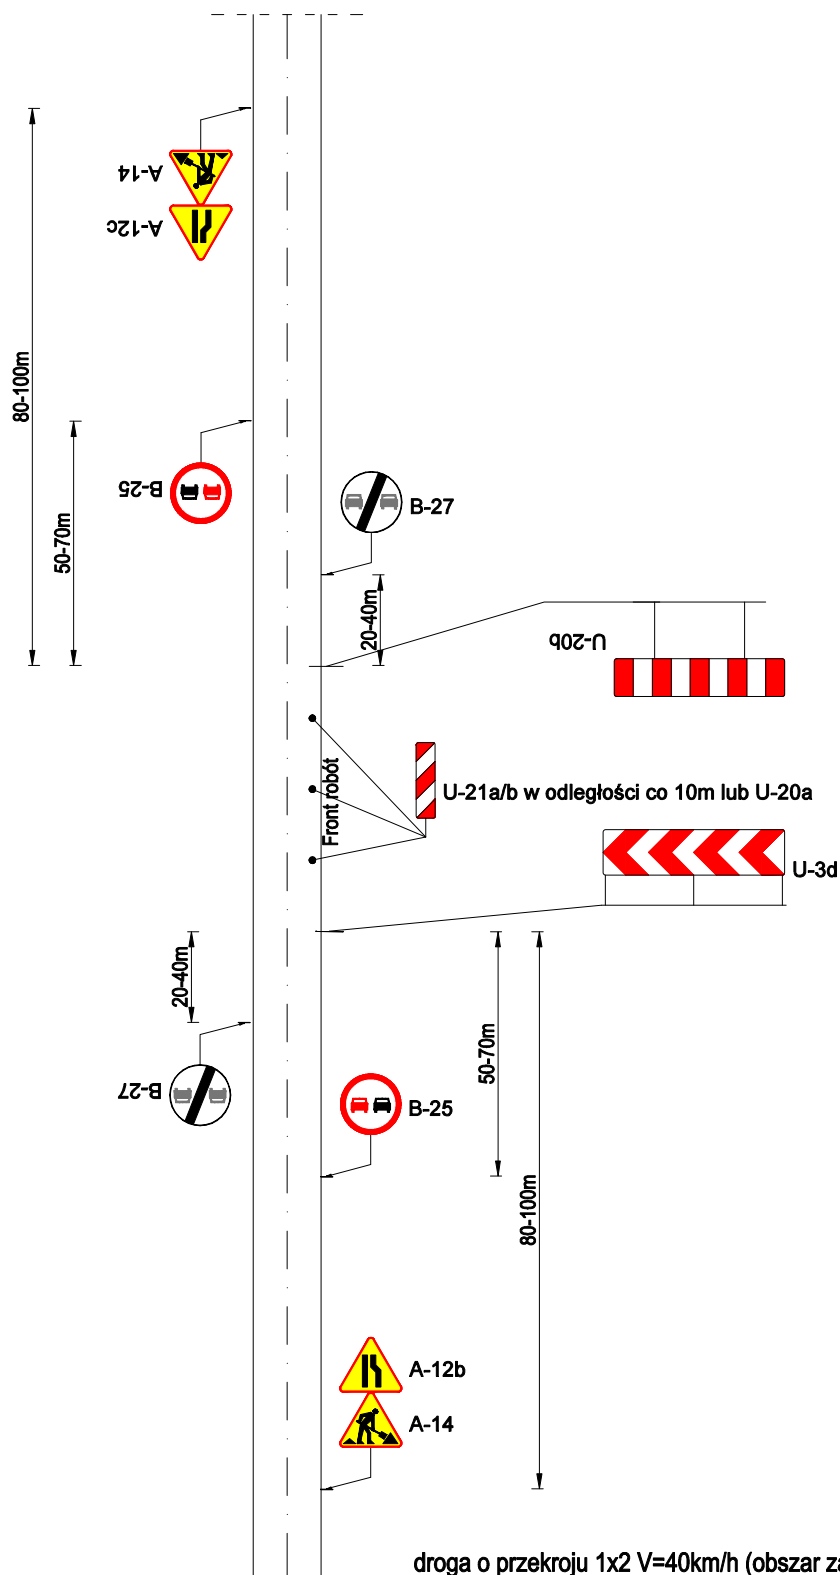 A-14
A-12c
80-100m
B-25
50-70m
B-27
20-40m
U-20b
Front robót
U-21a/b w odległości co 10m lub U-20a
U-3d
20-40m
B-27
50-70m
B-25
80-100m
A-12b
A-14
droga o przekroju 1x2 V=40km/h (obszar za